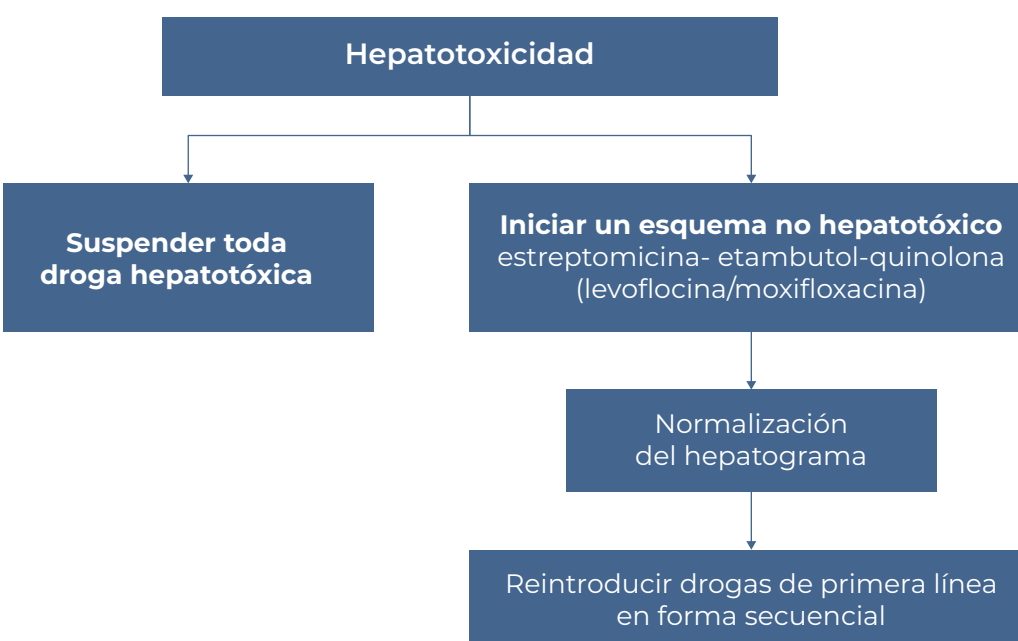 Hepatotoxicidad
Suspender toda
droga hepatotóxica
Iniciar un esquema no hepatotóxico
estreptomicina- etambutol-quinolona
(levoflocina/moxifloxacina)
Normalización
del hepatograma
Reintroducir drogas de primera línea
en forma secuencial